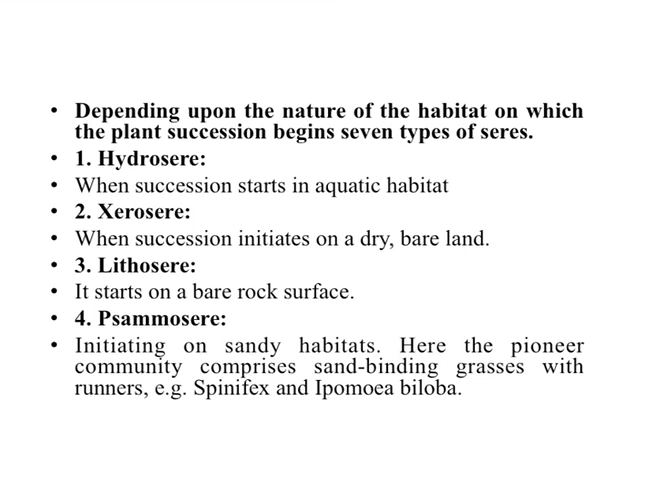 • Depending upon the nature of the habitat on which
the plant succession begins seven types of seres.
• 1. Hydrosere:
• When succession starts in aquatic habitat
• 2. Xerosere:
• When succession initiates on a dry, bare land.
• 3. Lithosere:
• It starts on a bare rock surface.
• 4. Psammosere:
• Initiating on sandy habitats. Here the pioneer
community comprises sand-binding grasses with
runners, e.g. Spinifex and Ipomoea biloba.